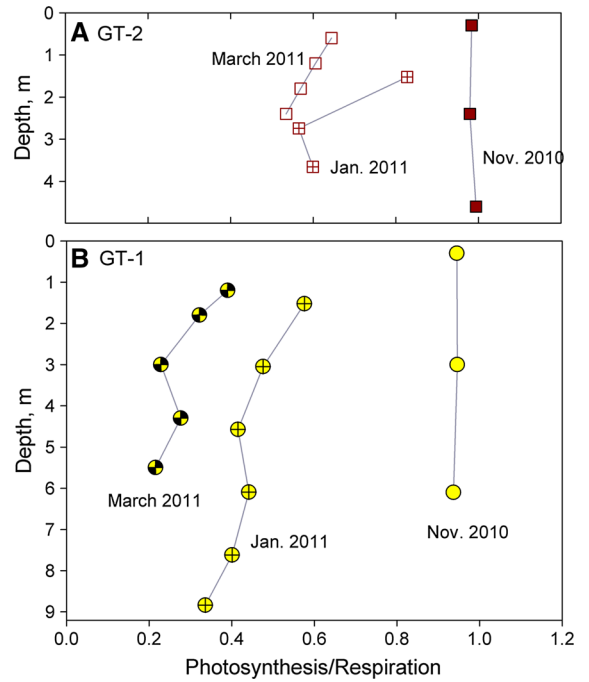 0
A GT-2
March 2011
1
2
Depth, m
3
Nov. 2010
Jan. 2011
4
0
B GT-1
1
2
3
4
Depth, m
5
6
March 2011
Nov. 2010
7
Jan. 2011
8
9
0.0 0.2 0.4 0.6 0.8 1.0 1.2
Photosynthesis/Respiration